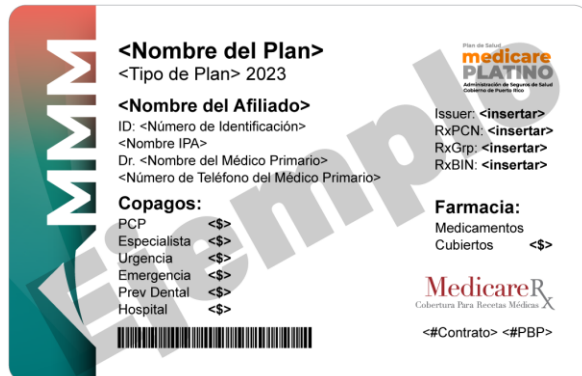 MMM
<Nombre del Plan>
<Tipo de Plan> 2023
<Nombre del Afiliado>
ID: <Número de Identificación>
<Nombre IPA>
Dr. <Nombre del Médico Primario>
<Número de Teléfono del Médico Primario>
Copagos:
PCP <$>
Especialista <$>
Urgencia <$>
Emergencia <$>
Prev Dental <$>
Hospital <$>
Plan de Salud
medicare
PLATINO
Administración de Seguros de Salud
Gobierno de Puerto Rico
Issuer: <insertar>
RxPCN: <insertar>
RxGrp: <insertar>
RxBIN: <insertar>
Farmacia:
Medicamentos
Cubiertos <$>
MedicareRx
Cobertura Para Recetas Médicas
<#Contrato> <#PBP>
Ejemplo